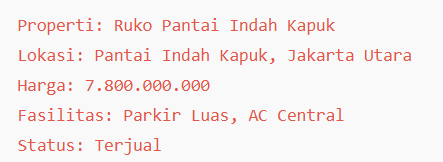 Properti: Ruko Pantai Indah Kapuk
Lokasi: Pantai Indah Kapuk, Jakarta Utara
Harga: 7.800.000.000
Fasilitas: Parkir Luas, AC Central
Status: Terjual